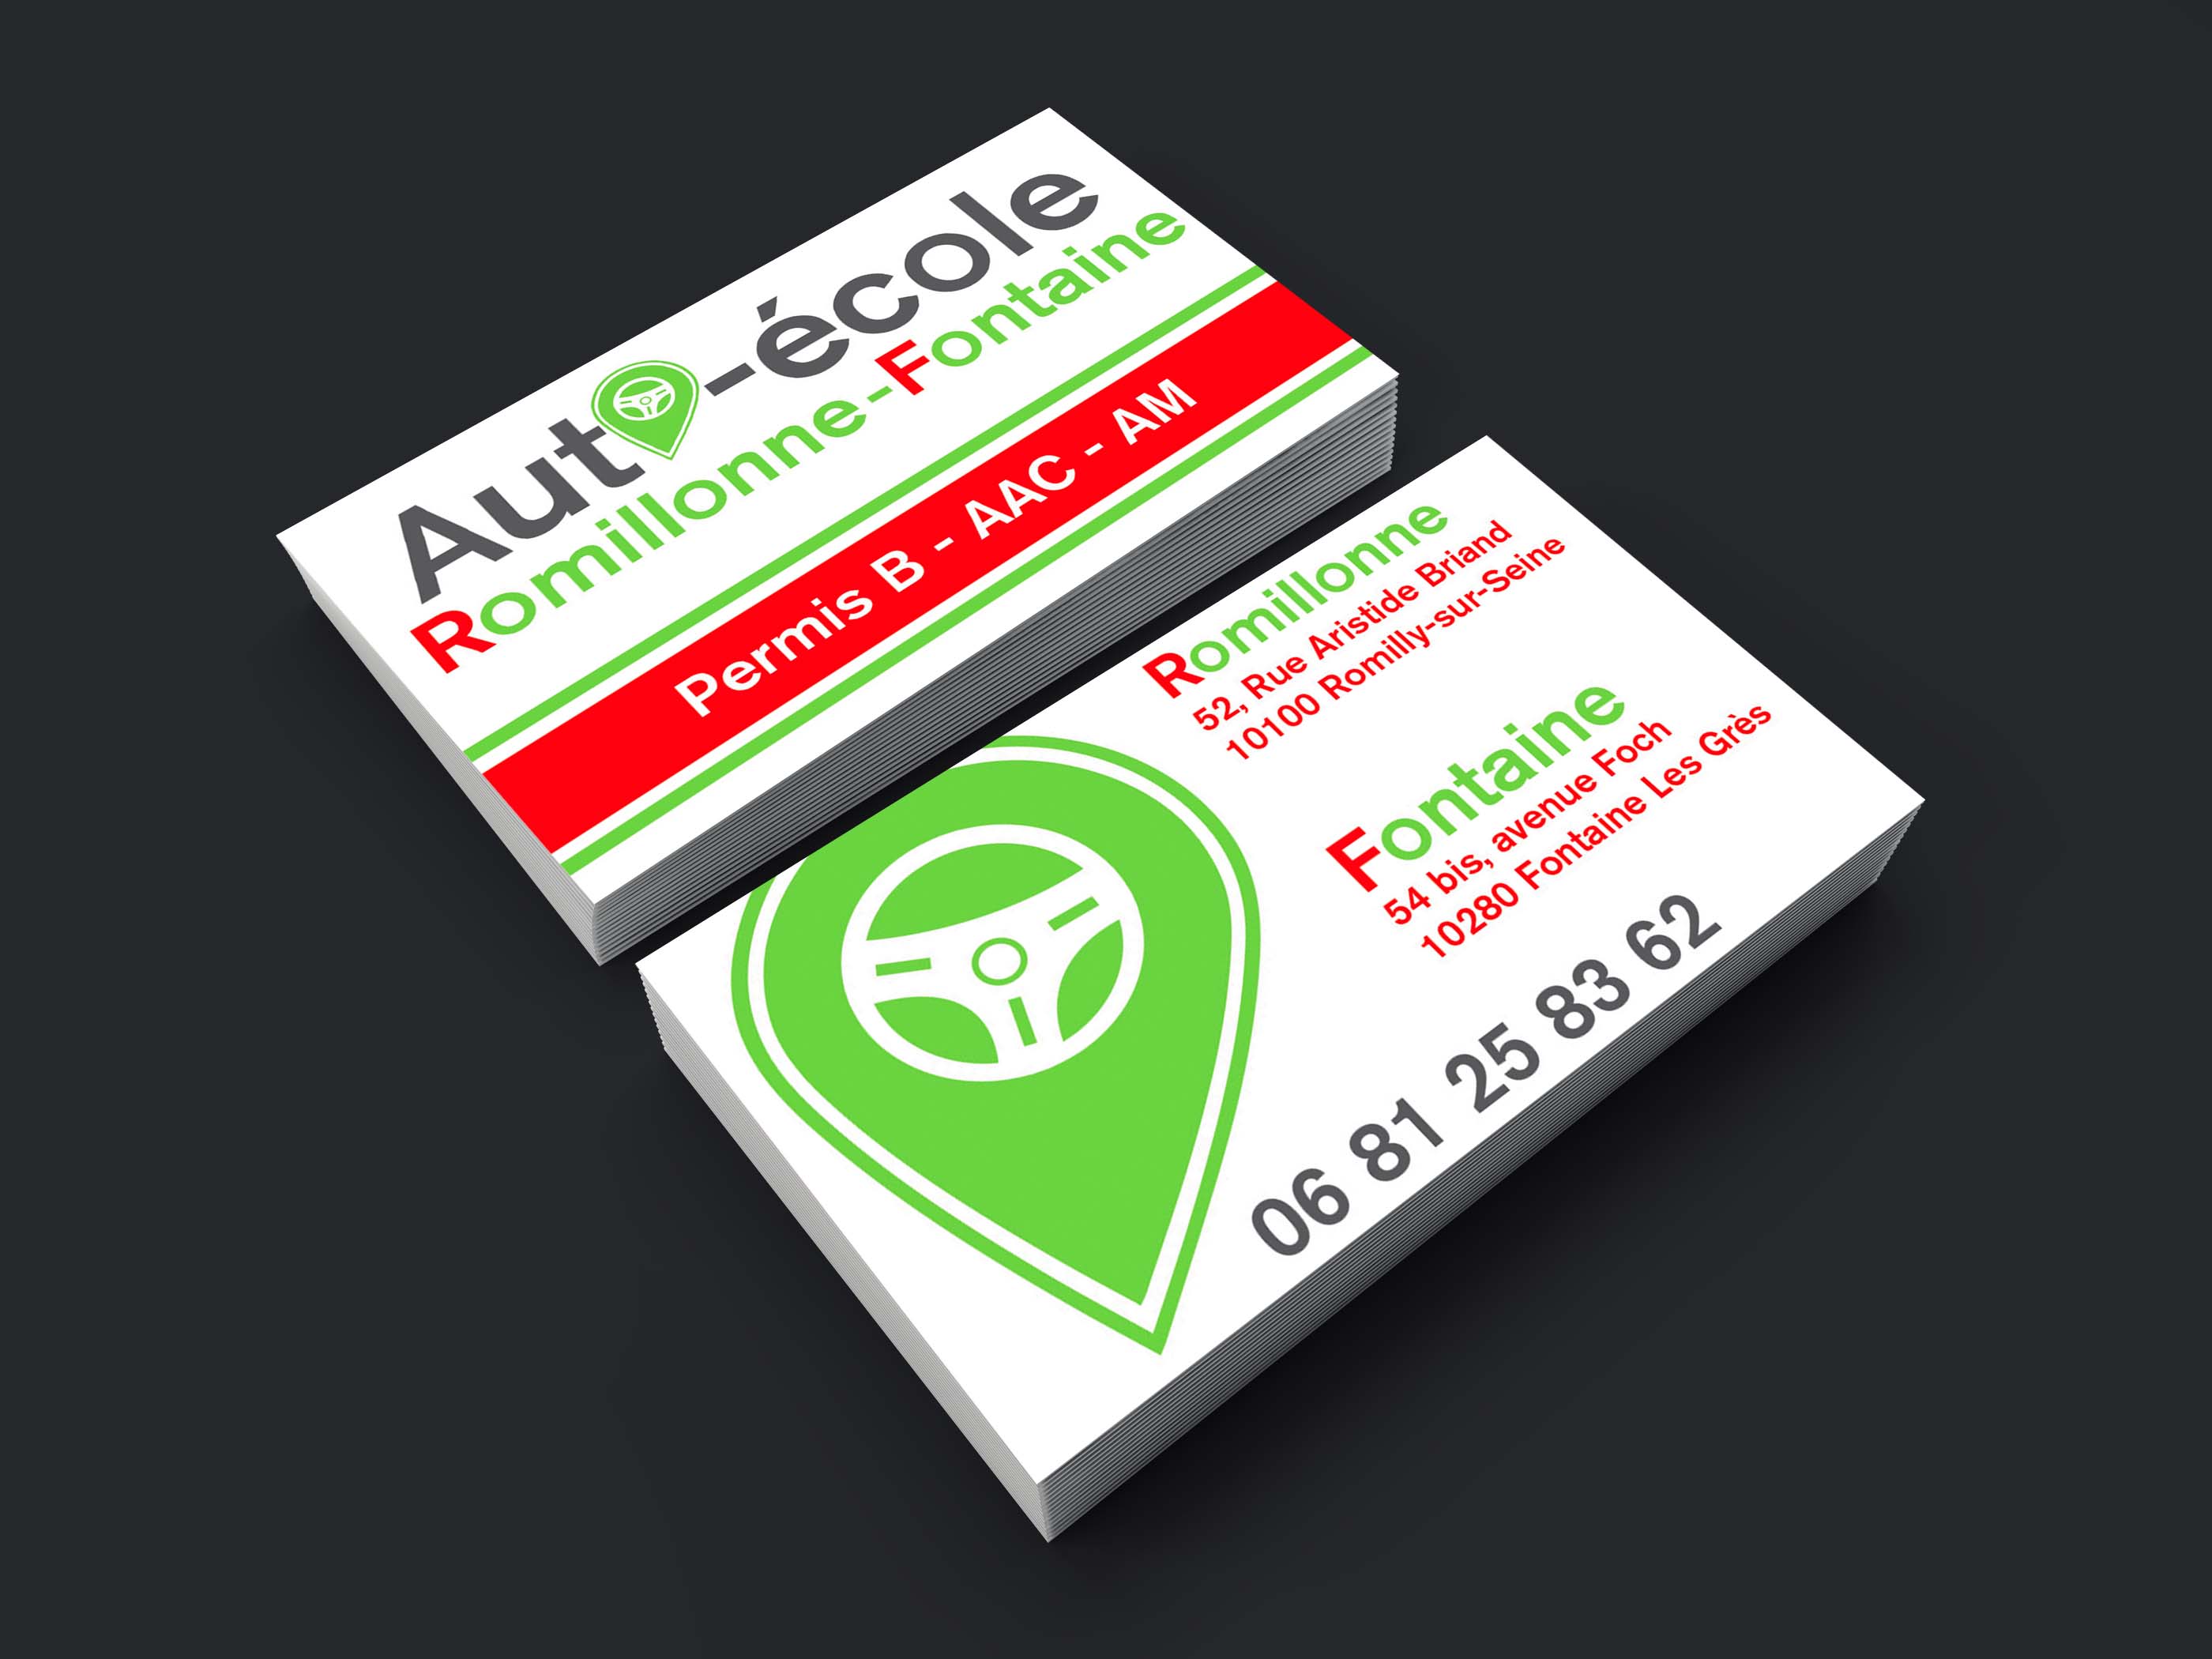 Auto-école
Romillonne-Fontaine
Permis B - AAC - AM
Romillonne
52, Rue Aristide Briand
10100 Romilly-sur-Seine
Fontaine
54 bis, avenue Foch
10280 Fontaine Les Grès
06 81 25 83 62